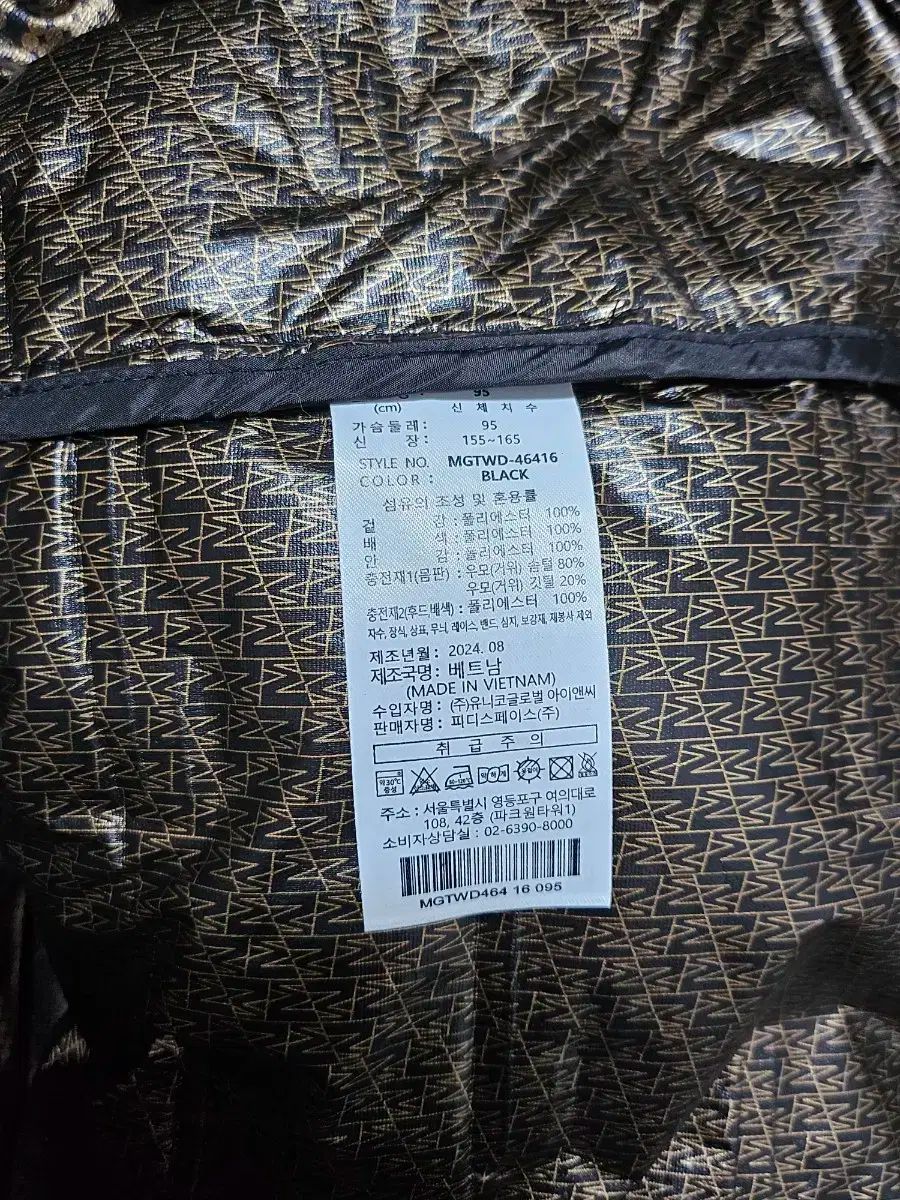 95
(cm) 신 체 치 수
가슴둘레: 95
신 장: 155~165
STYLE NO. MGTWD-46416
COLOR : BLACK
섬유의 조성 및 혼용률
겉 감 : 폴리에스터 100%
배 색 : 폴리에스터 100%
안 감 : 폴리에스터 100%
충전재1(몸판) : 우모(거위) 솜털 80%
우모(거위) 깃털 20%
충전재2(후드,배색) : 폴리에스터 100%
자수, 장식, 상표, 무늬, 레이스, 밴드, 심지, 보강재, 재봉사 제외
제조년월 : 2024. 08
제조국명 : 베트남
(MADE IN VIETNAM)
수입자명 : (주)유니코글로벌 아이앤씨
판매자명 : 피디스페이스(주)
취 급 주 의
약30℃ 중성
주소 : 서울특별시 영등포구 여의대로
108, 42층 (파크원타워1)
소비자상담실 : 02-6390-8000
MGTWD464 16 095